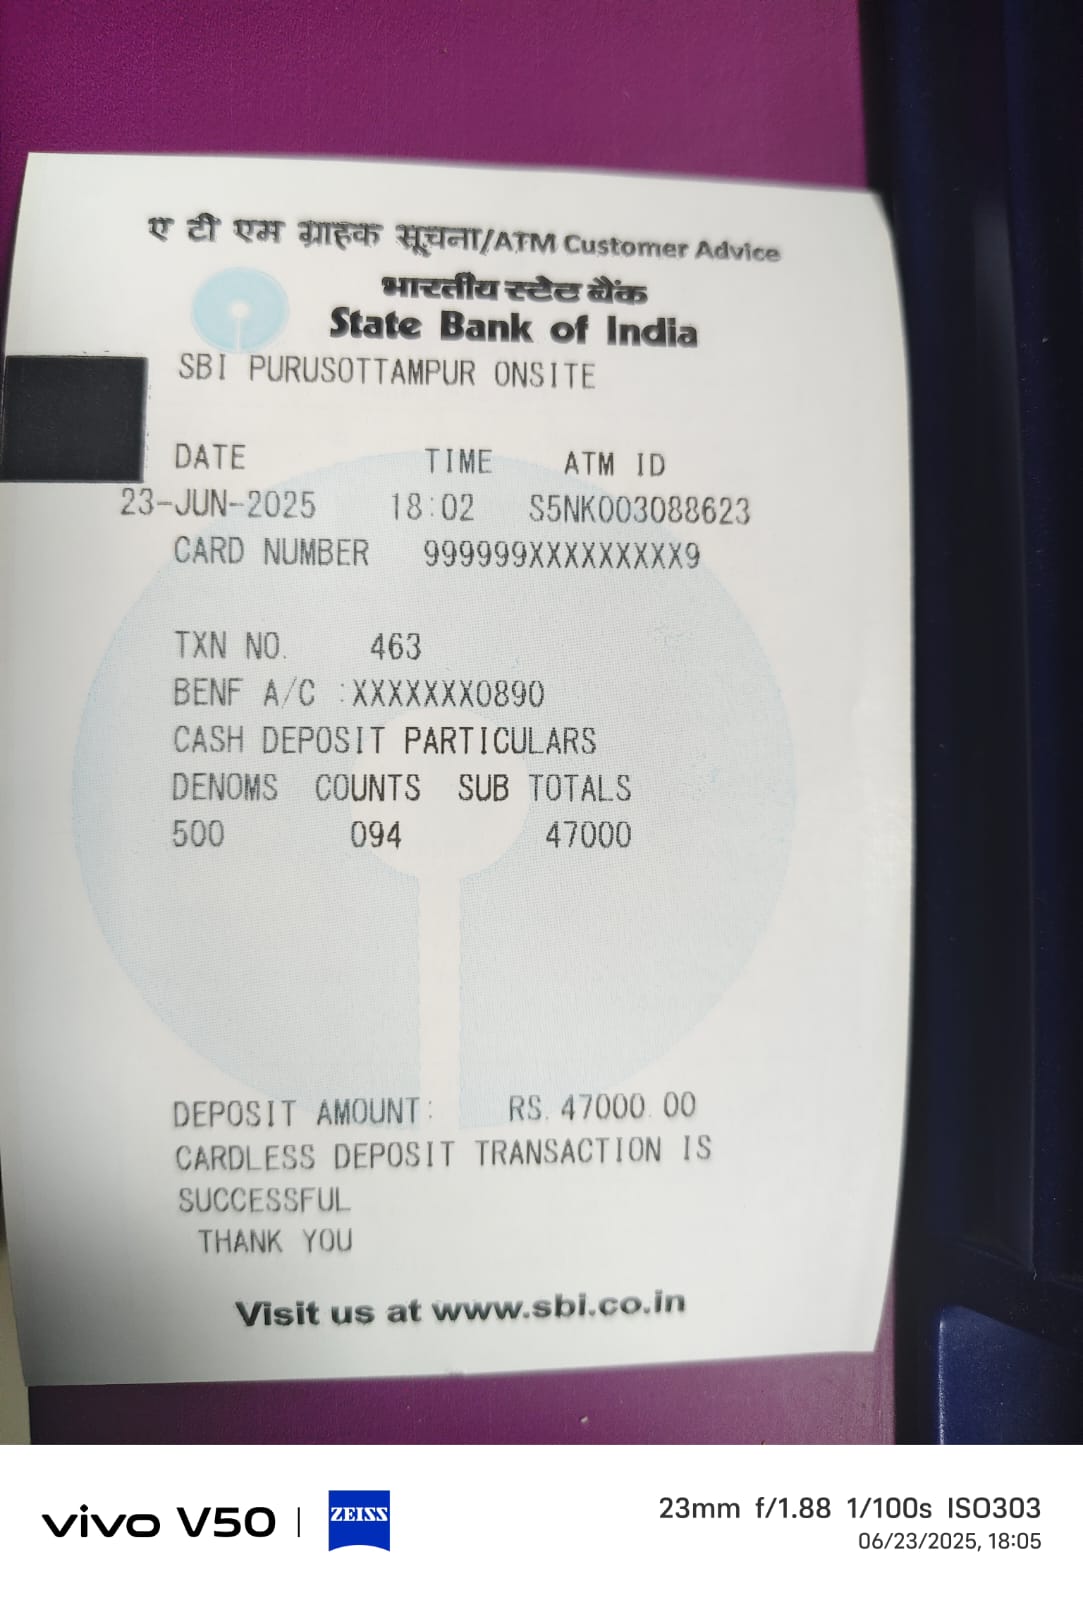 ए टी एम ग्राहक सूचना/ATM Customer Advice
भारतीय स्टेट बैंक
State Bank of India
SBI PURUSOTTAMPUR ONSITE
DATE TIME ATM ID
23-JUN-2025 18:02 S5NK003088623
CARD NUMBER 999999XXXXXXXXX9
TXN NO. 463
BENF A/C :XXXXXXX0890
CASH DEPOSIT PARTICULARS
DENOMS COUNTS SUB TOTALS
500 094 47000
DEPOSIT AMOUNT: RS. 47000.00
CARDLESS DEPOSIT TRANSACTION IS
SUCCESSFUL
THANK YOU
Visit us at www.sbi.co.in
vivo V50 | ZEISS
23mm f/1.88 1/100s ISO303
06/23/2025, 18:05